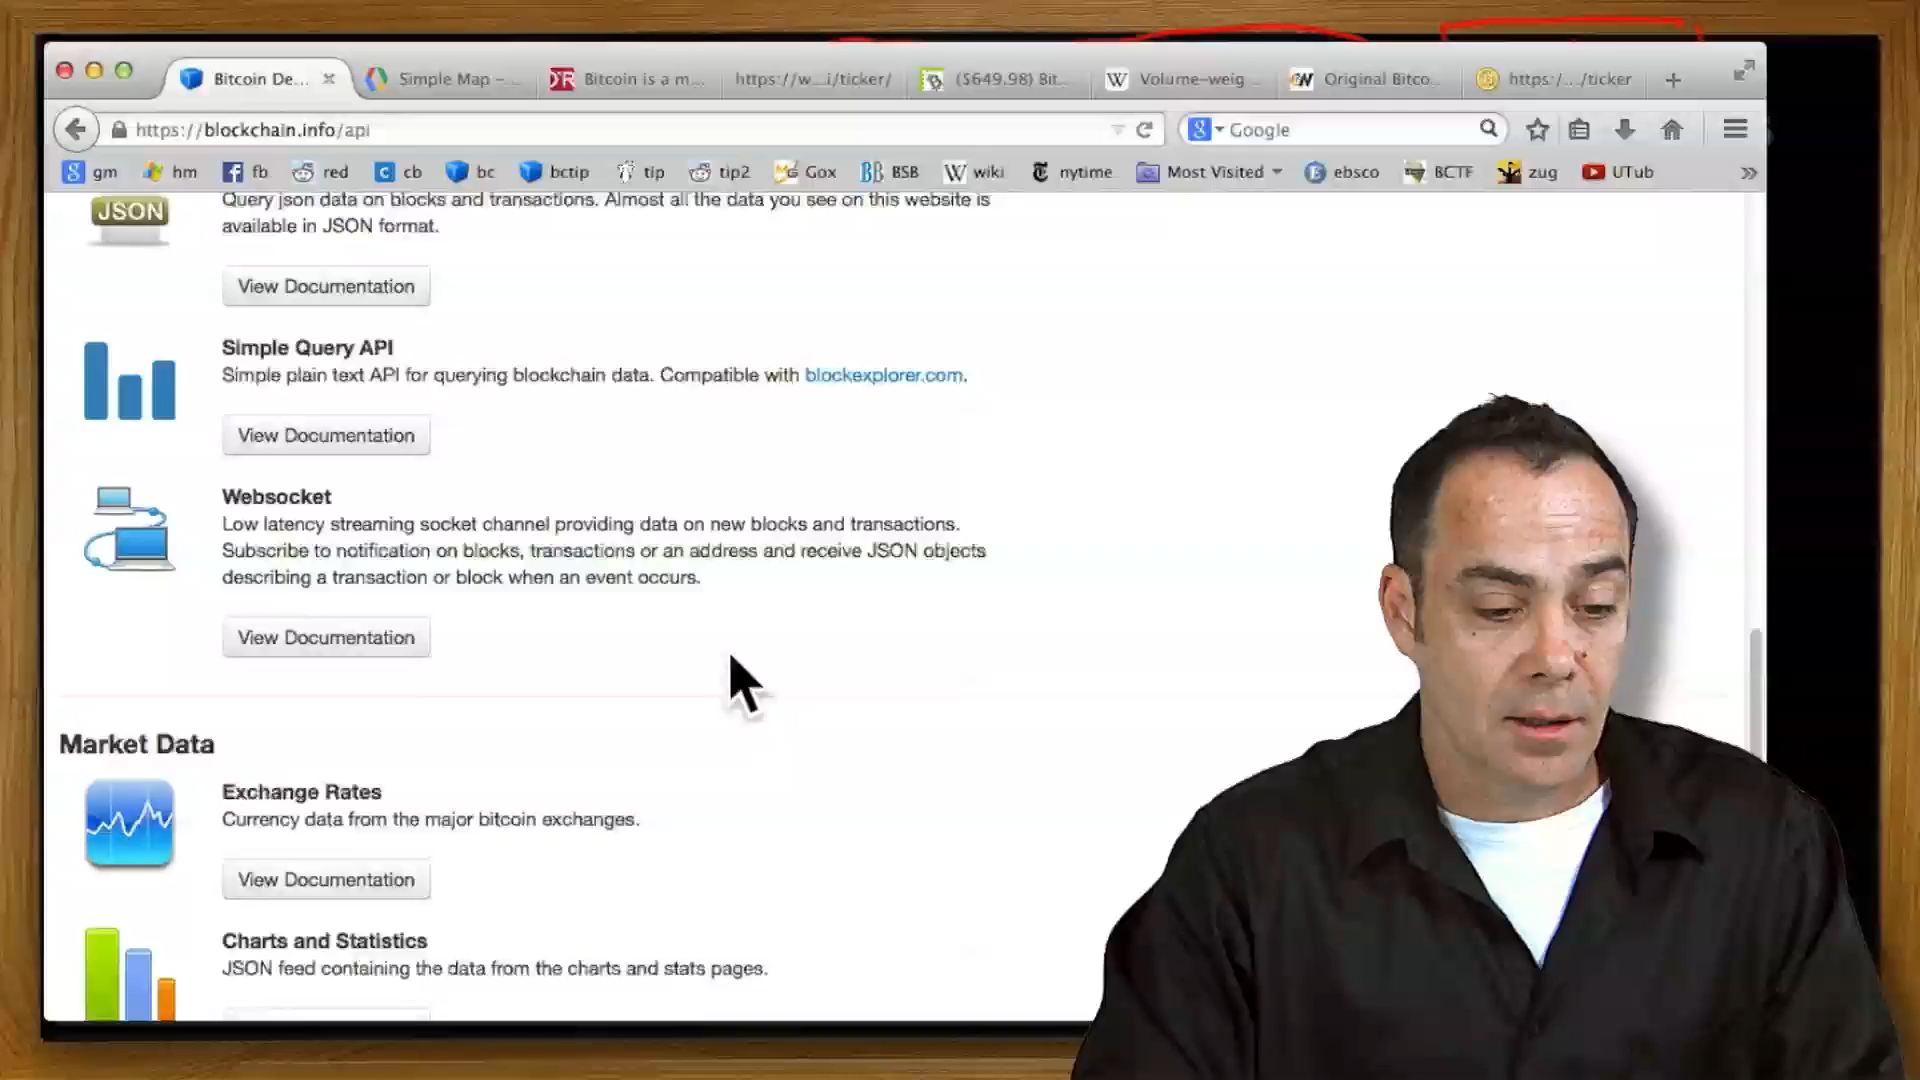 Bitcoin De...
Simple Map – ...
DR
Bitcoin is a m...
https://w...i/ticker/
($649.98) Bit...
W
Volume–weig...
W
Original Bitco...
https:/.../ticker
https://blockchain.info/api
Google
gm
hm
fb
red
cb
bc
bctip
tip
tip2
Gox
BSB
wiki
nytime
Most Visited
ebsco
BCTF
zug
UTub
JSON
Query json data on blocks and transactions. Almost all the data you see on this website is
available in JSON format.
View Documentation
Simple Query API
Simple plain text API for querying blockchain data. Compatible with blockexplorer.com.
View Documentation
Websocket
Low latency streaming socket channel providing data on new blocks and transactions.
Subscribe to notification on blocks, transactions or an address and receive JSON objects
describing a transaction or block when an event occurs.
View Documentation
Market Data
Exchange Rates
Currency data from the major bitcoin exchanges.
View Documentation
Charts and Statistics
JSON feed containing the data from the charts and stats pages.